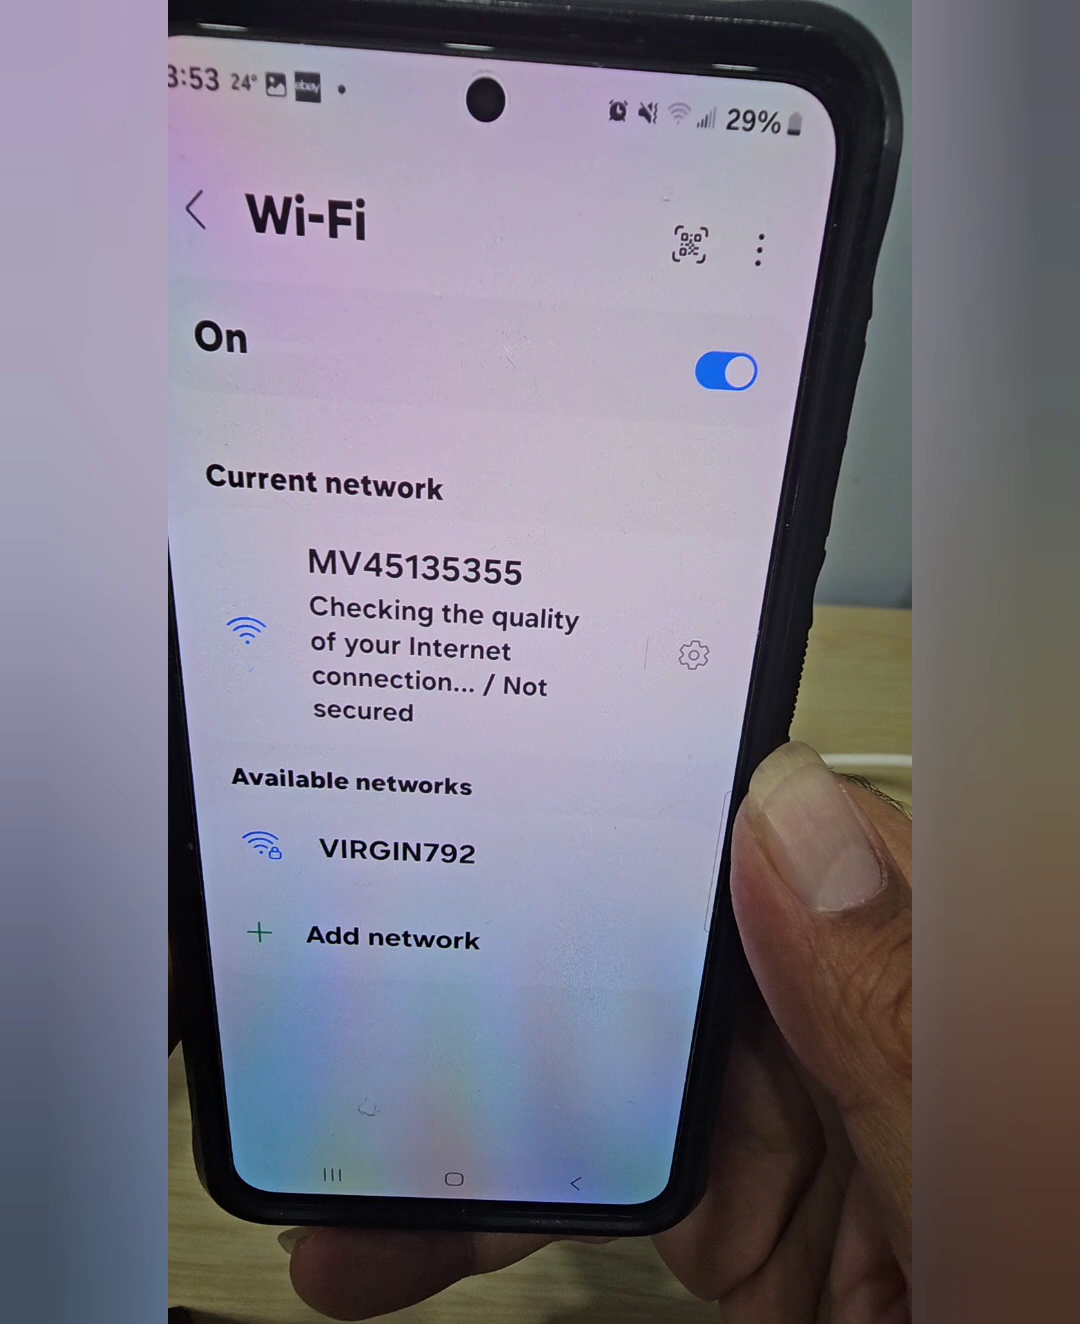 3:53 24° ebay 29%
Wi-Fi
On
Current network
MV45135355
Checking the quality
of your Internet
connection... / Not
secured
Available networks
VIRGIN792
Add network